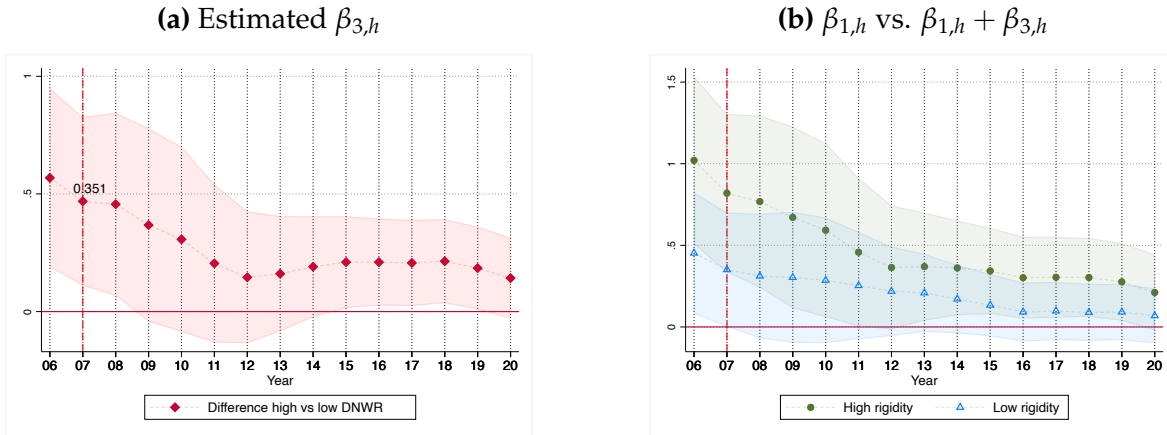 (a) Estimated β3,h
1
.5
0
0.351
06 07 08 09 10 11 12 13 14 15 16 17 18 19 20
Year
Difference high vs low DNWR
(b) β1,h vs. β1,h + β3,h
1.5
1
.5
0
06 07 08 09 10 11 12 13 14 15 16 17 18 19 20
Year
High rigidity Low rigidity